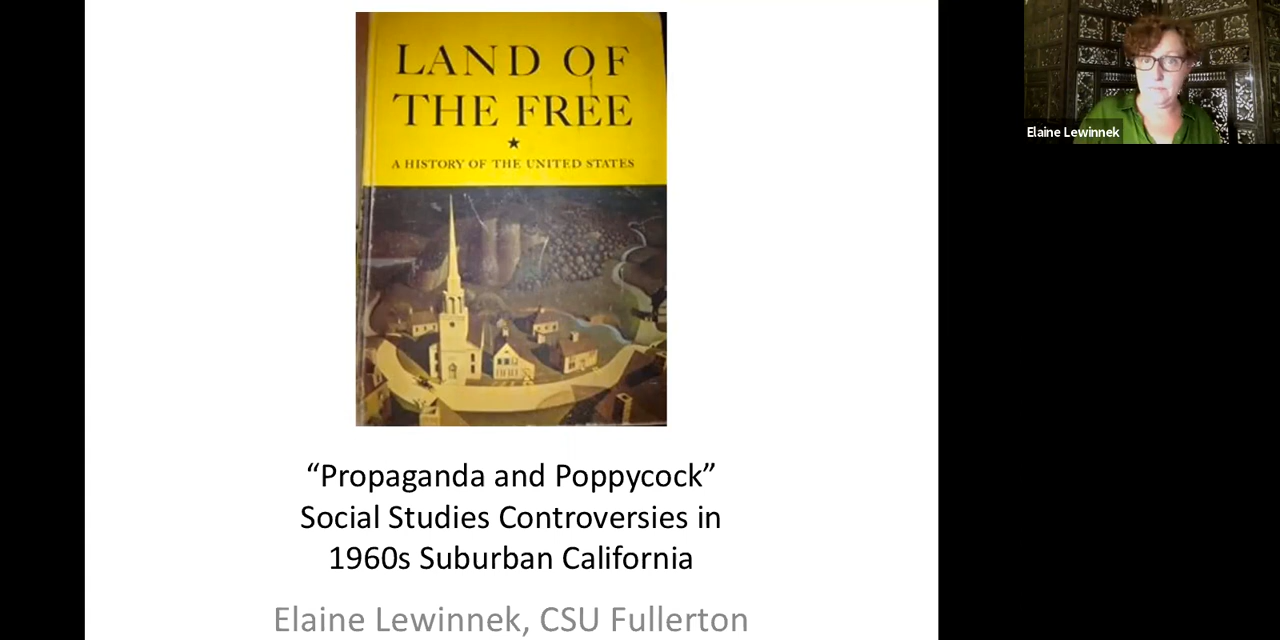 LAND OF
THE FREE
A HISTORY OF THE UNITED STATES
Elaine Lewinnek
“Propaganda and Poppycock”
Social Studies Controversies in
1960s Suburban California
Elaine Lewinnek, CSU Fullerton